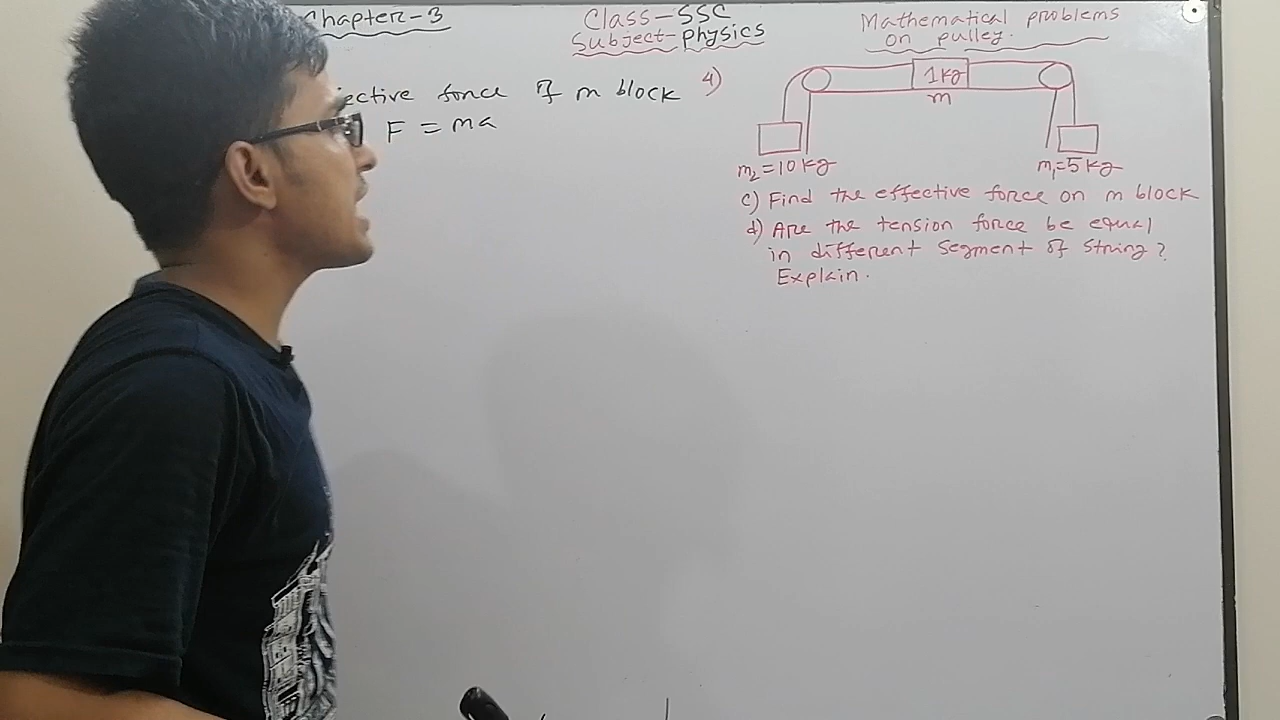 Chapter-3
Class-SSC
Subject-physics
Mathematical problems
on pulley.
ective force of m block
F = ma
4)
1kg
m
m₂=10kg
m₁=5kg
c) Find the effective force on m block
d) Are the tension force be equal
in different segment of string?
Explain.